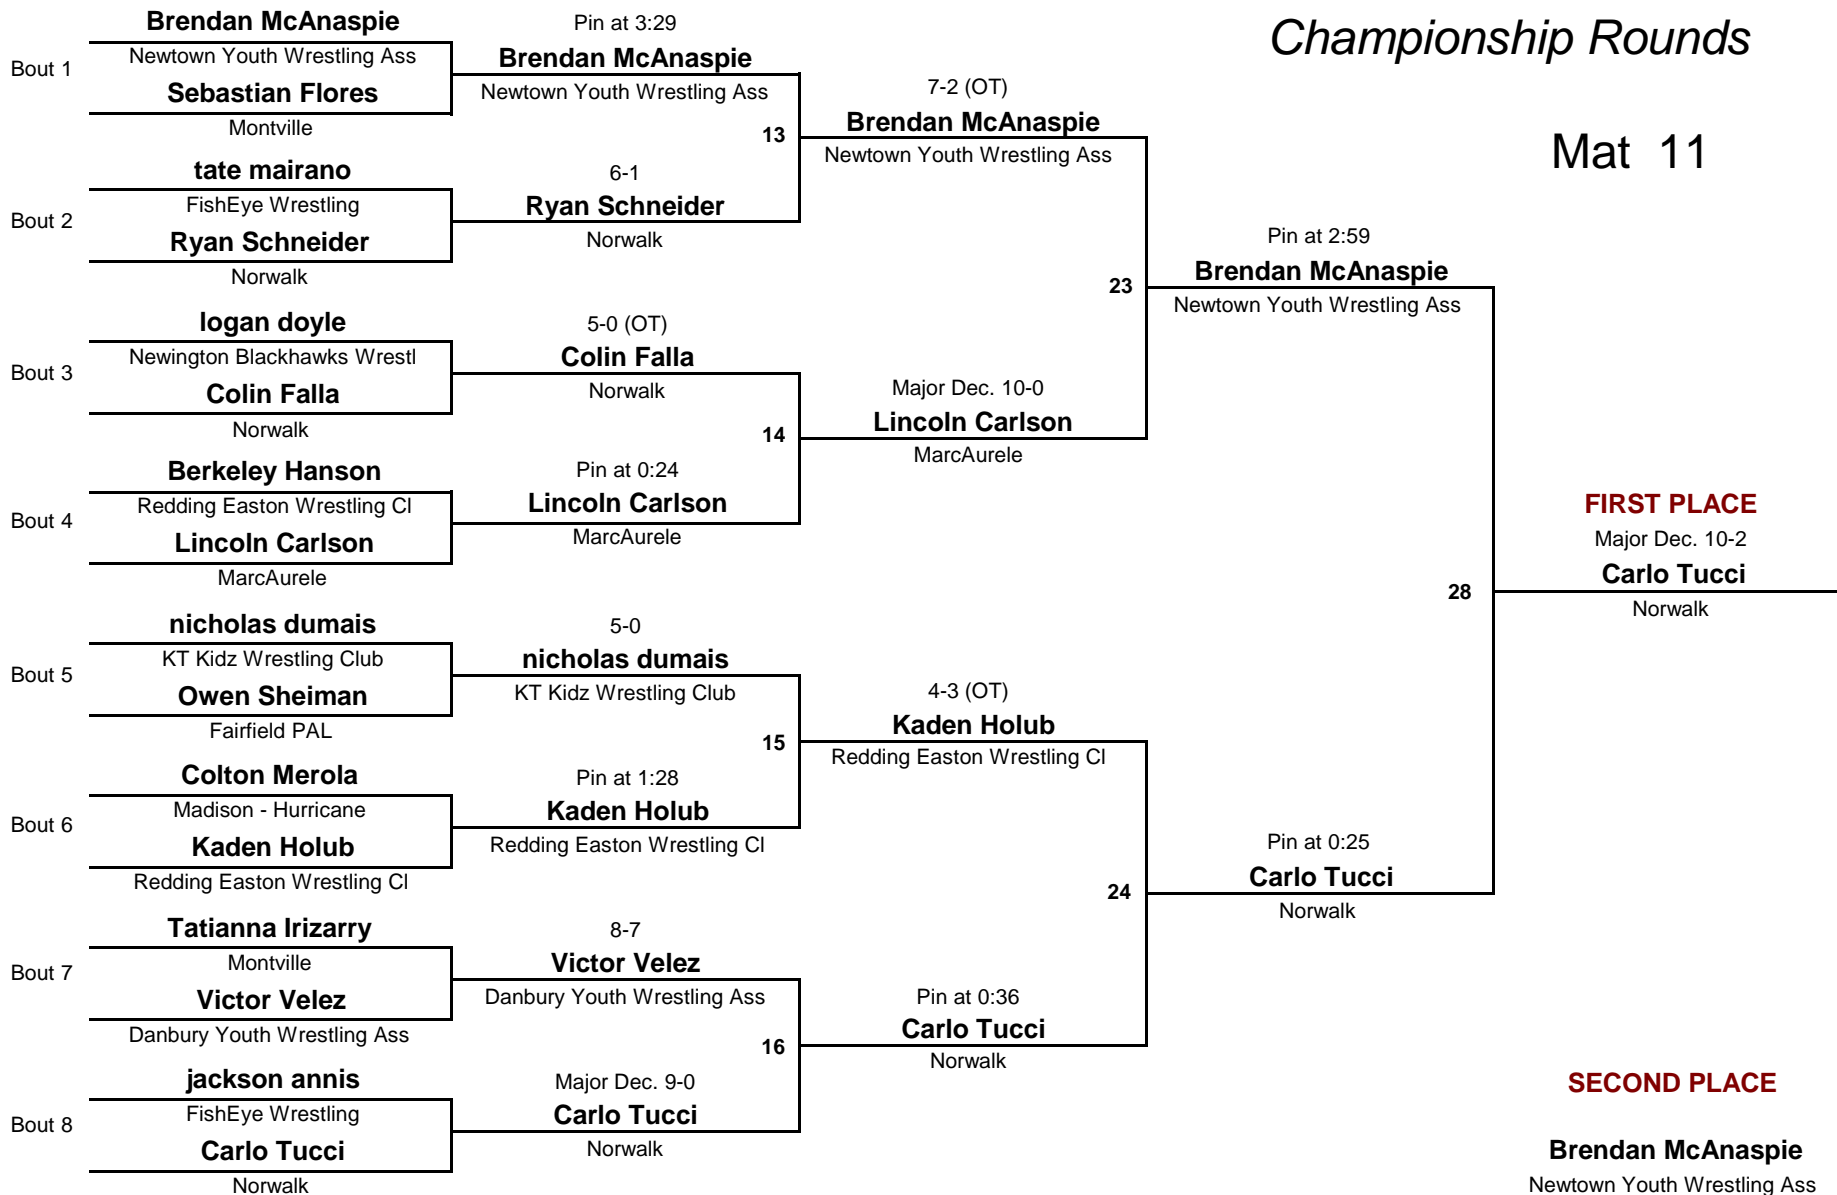 Championship Rounds
Mat 11
Bout 1
Brendan McAnaspie
Newtown Youth Wrestling Ass
Sebastian Flores
Montville
Bout 2
tate mairano
FishEye Wrestling
Ryan Schneider
Norwalk
Bout 3
logan doyle
Newington Blackhawks Wrestl
Colin Falla
Norwalk
Bout 4
Berkeley Hanson
Redding Easton Wrestling Cl
Lincoln Carlson
MarcAurele
Bout 5
nicholas dumais
KT Kidz Wrestling Club
Owen Sheiman
Fairfield PAL
Bout 6
Colton Merola
Madison - Hurricane
Kaden Holub
Redding Easton Wrestling Cl
Bout 7
Tatianna Irizarry
Montville
Victor Velez
Danbury Youth Wrestling Ass
Bout 8
jackson annis
FishEye Wrestling
Carlo Tucci
Norwalk
Pin at 3:29
Brendan McAnaspie
Newtown Youth Wrestling Ass
13
6-1
Ryan Schneider
Norwalk
5-0 (OT)
Colin Falla
Norwalk
14
Pin at 0:24
Lincoln Carlson
MarcAurele
5-0
nicholas dumais
KT Kidz Wrestling Club
15
Pin at 1:28
Kaden Holub
Redding Easton Wrestling Cl
8-7
Victor Velez
Danbury Youth Wrestling Ass
16
Major Dec. 9-0
Carlo Tucci
Norwalk
7-2 (OT)
Brendan McAnaspie
Newtown Youth Wrestling Ass
23
Major Dec. 10-0
Lincoln Carlson
MarcAurele
4-3 (OT)
Kaden Holub
Redding Easton Wrestling Cl
24
Pin at 0:36
Carlo Tucci
Norwalk
Pin at 2:59
Brendan McAnaspie
Newtown Youth Wrestling Ass
28
Pin at 0:25
Carlo Tucci
Norwalk
FIRST PLACE
Major Dec. 10-2
Carlo Tucci
Norwalk
SECOND PLACE
Brendan McAnaspie
Newtown Youth Wrestling Ass